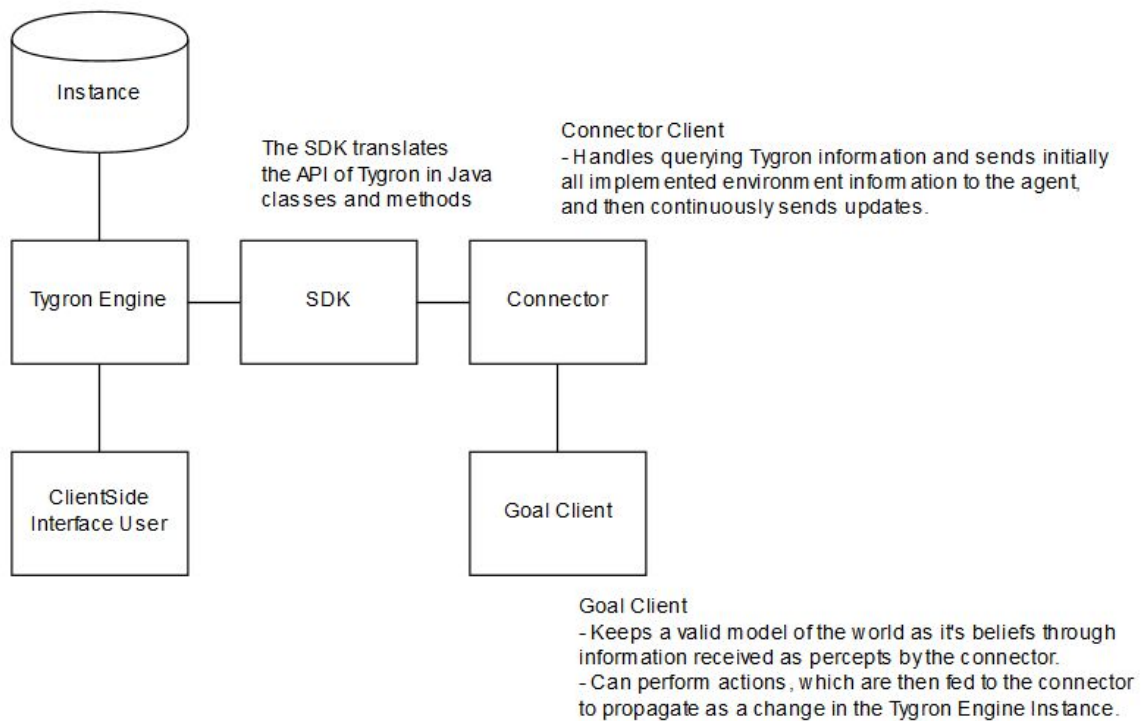 Instance
The SDK translates
the API of Tygron in Java
classes and methods
Connector Client
- Handles querying Tygron information and sends initially
all implemented environment information to the agent,
and then continuously sends updates.
Tygron Engine
SDK
Connector
ClientSide
Interface User
Goal Client
Goal Client
- Keeps a valid model of the world as it's beliefs through
information received as percepts by the connector.
- Can perform actions, which are then fed to the connector
to propagate as a change in the Tygron Engine Instance.